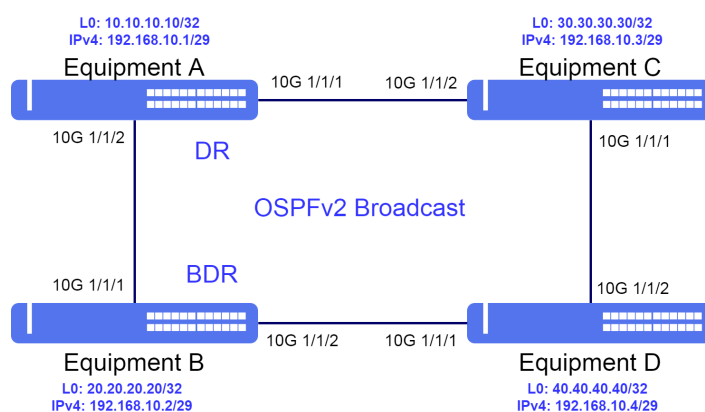 L0: 10.10.10.10/32
IPv4: 192.168.10.1/29
Equipment A
L0: 30.30.30.30/32
IPv4: 192.168.10.3/29
Equipment C
10G 1/1/1
10G 1/1/2
10G 1/1/2
DR
10G 1/1/1
OSPFv2 Broadcast
10G 1/1/1
BDR
10G 1/1/2
10G 1/1/2
10G 1/1/1
Equipment B
L0: 20.20.20.20/32
IPv4: 192.168.10.2/29
Equipment D
L0: 40.40.40.40/32
IPv4: 192.168.10.4/29